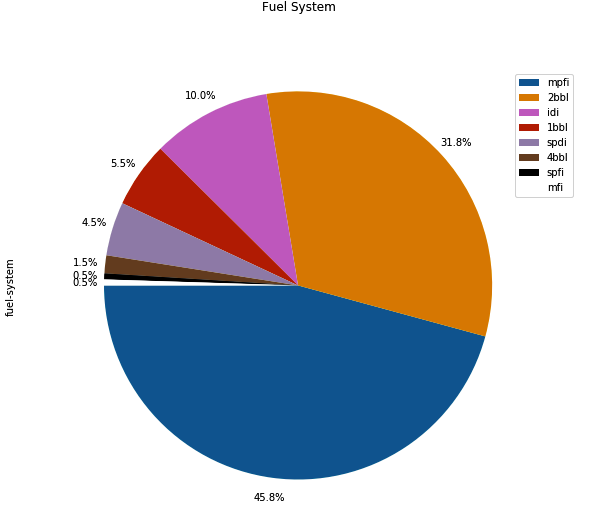 Fuel System
mpfi
2bbl
idi
1bbl
spdi
4bbl
spfi
mfi
10.0%
31.8%
5.5%
4.5%
1.5%
0.5%
0.5%
fuel-system
45.8%